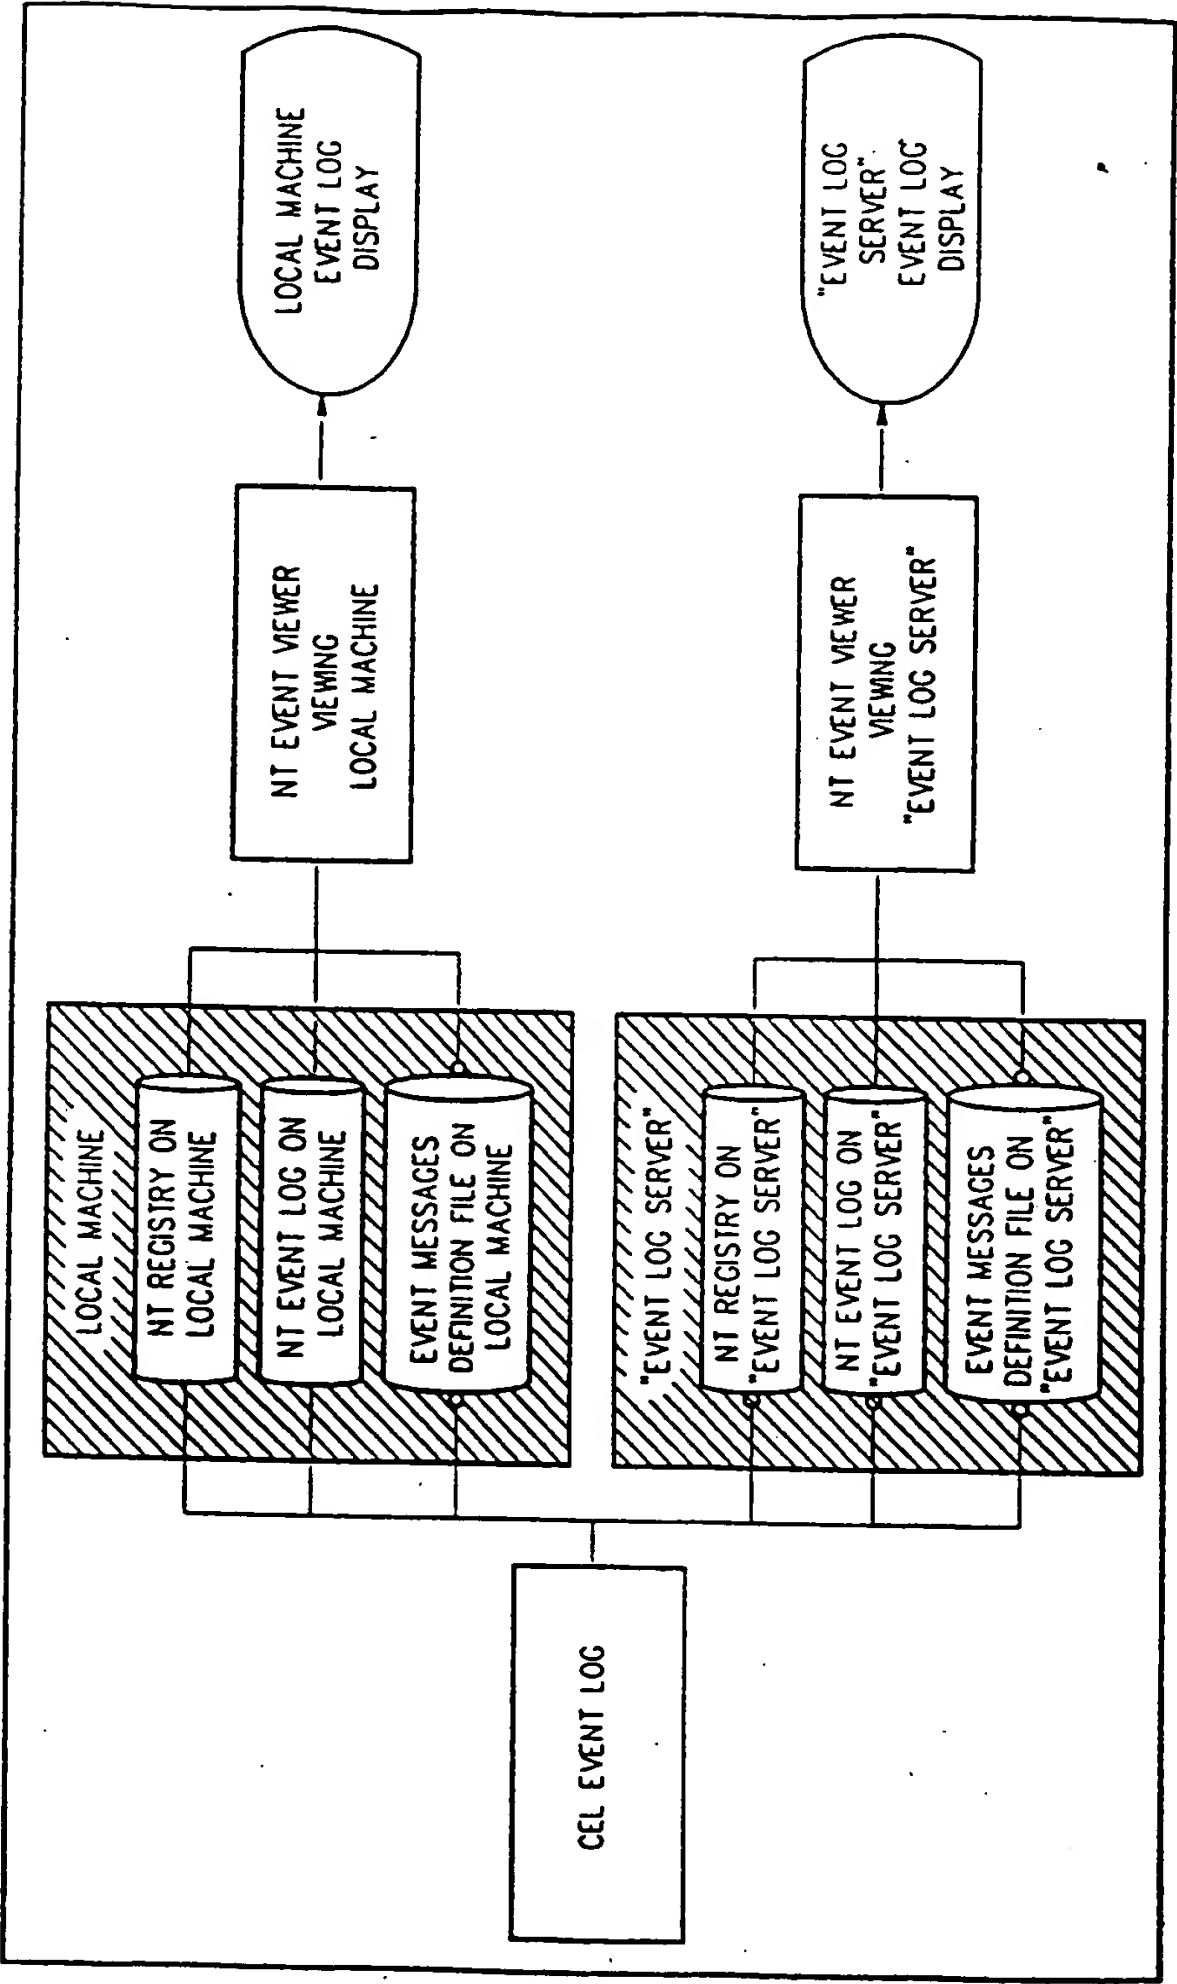 CEL EVENT LOG
LOCAL MACHINE
NT REGISTRY ON
LOCAL MACHINE
NT EVENT LOG ON
LOCAL MACHINE
EVENT MESSAGES
DEFINITION FILE ON
LOCAL MACHINE
NT EVENT VIEWER
VIEWING
LOCAL MACHINE
LOCAL MACHINE
EVENT LOG
DISPLAY
"EVENT LOG SERVER"
NT REGISTRY ON
"EVENT LOG SERVER"
NT EVENT LOG ON
"EVENT LOG SERVER"
EVENT MESSAGES
DEFINITION FILE ON
"EVENT LOG SERVER"
NT EVENT VIEWER
VIEWING
"EVENT LOG SERVER"
"EVENT LOG
SERVER"
EVENT LOG
DISPLAY